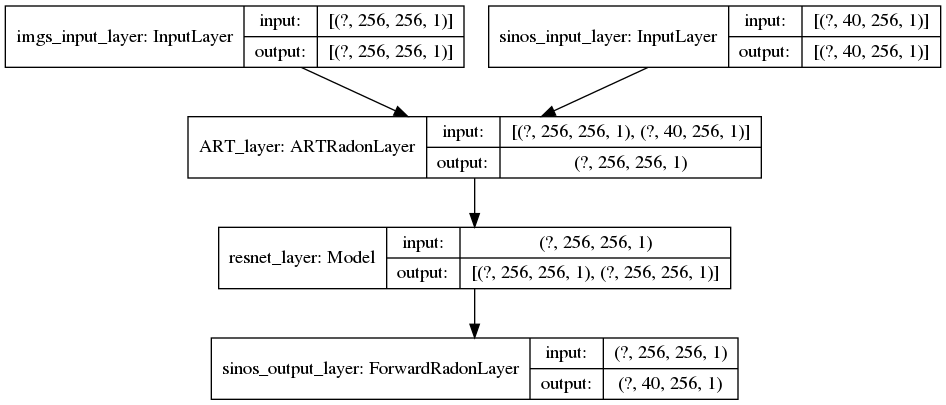 imgs_input_layer: InputLayer
input: [(?, 256, 256, 1)]
output: [(?, 256, 256, 1)]
sinos_input_layer: InputLayer
input: [(?, 40, 256, 1)]
output: [(?, 40, 256, 1)]
ART_layer: ARTRadonLayer
input: [(?, 256, 256, 1), (?, 40, 256, 1)]
output: (?, 256, 256, 1)
resnet_layer: Model
input: (?, 256, 256, 1)
output: [(?, 256, 256, 1), (?, 256, 256, 1)]
sinos_output_layer: ForwardRadonLayer
input: (?, 256, 256, 1)
output: (?, 40, 256, 1)